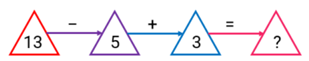 13 − 5 + 3 = ?